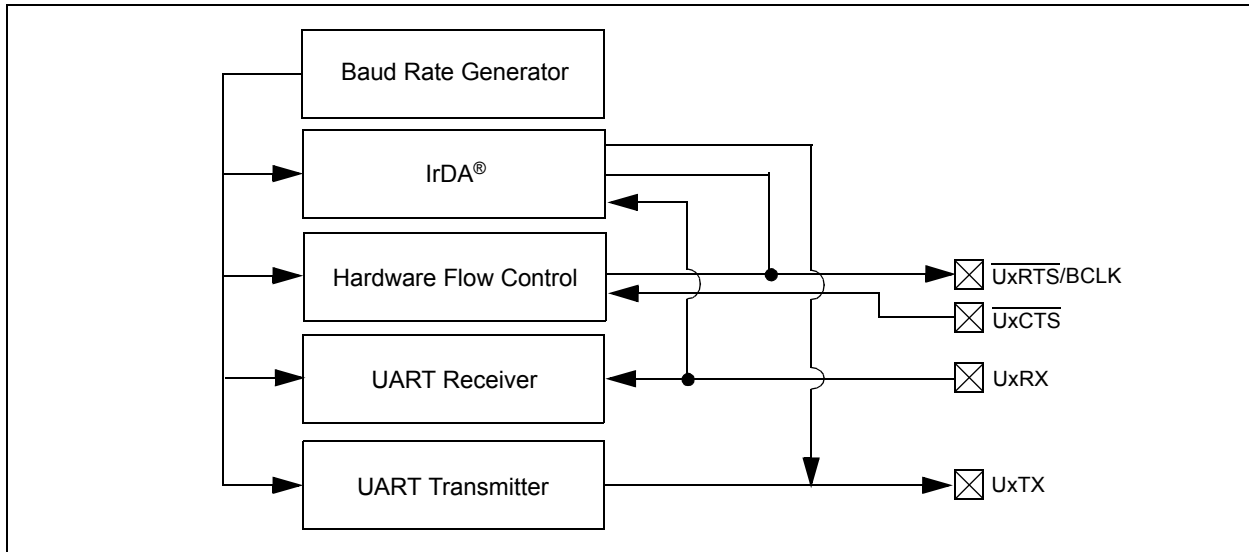 Baud Rate Generator
IrDA®
Hardware Flow Control
UxRTS/BCLK
UxCTS
UART Receiver
UxRX
UART Transmitter
UxTX